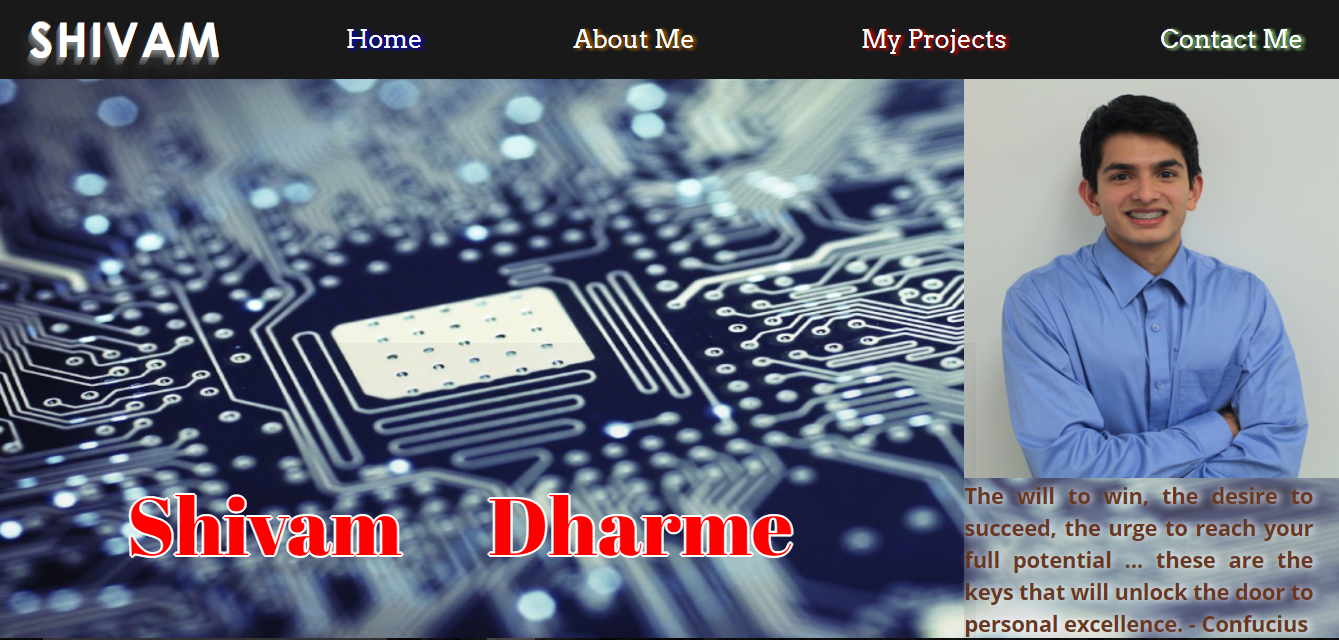 SHIVAM
Home
About Me
My Projects
Contact Me
Shivam Dharme
The will to win, the desire to
succeed, the urge to reach your
full potential ... these are the
keys that will unlock the door to
personal excellence. - Confucius